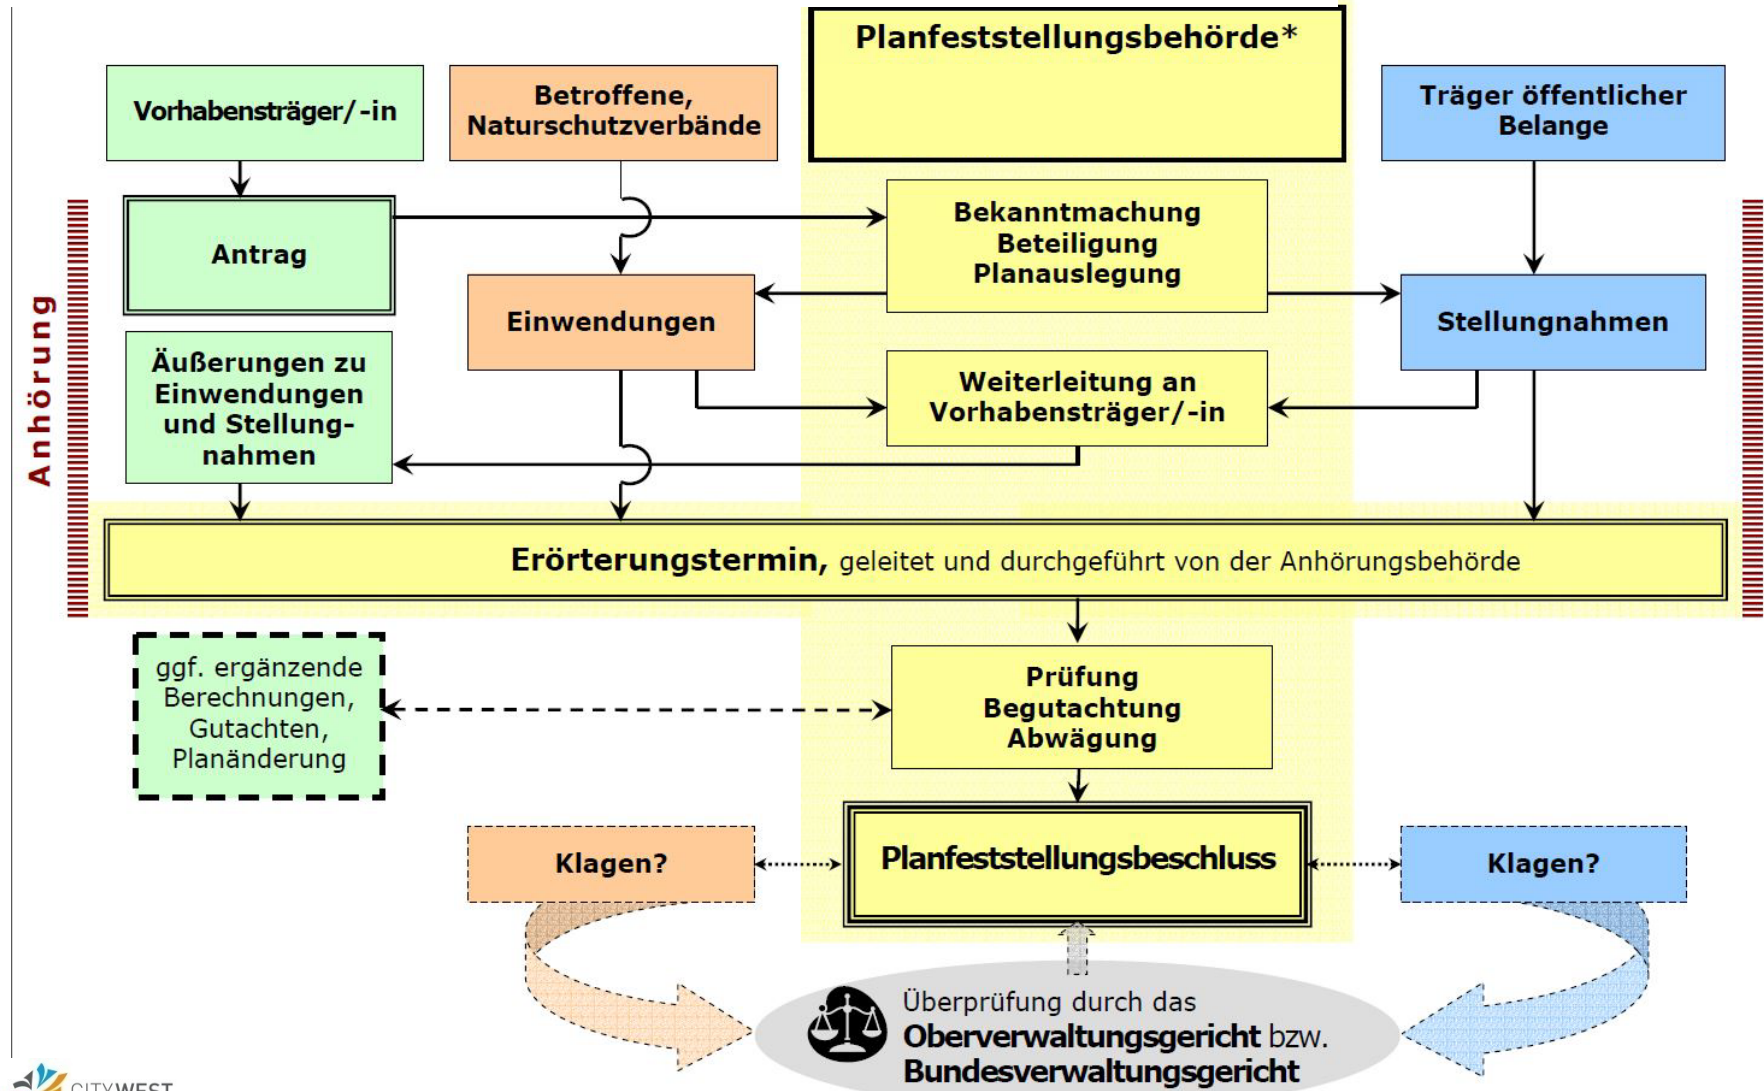 Planfeststellungsbehörde*
Vorhabensträger/-in
Betroffene,
Naturschutzverbände
Träger öffentlicher
Belange
Anhörung
Antrag
Bekanntmachung
Beteiligung
Planauslegung
Einwendungen
Stellungnahmen
Äußerungen zu
Einwendungen
und Stellung-
nahmen
Weiterleitung an
Vorhabensträger/-in
Erörterungstermin, geleitet und durchgeführt von der Anhörungsbehörde
ggf. ergänzende
Berechnungen,
Gutachten,
Planänderung
Prüfung
Begutachtung
Abwägung
Klagen?
Planfeststellungsbeschluss
Klagen?
Überprüfung durch das
Oberverwaltungsgericht bzw.
Bundesverwaltungsgericht
CITYWEST